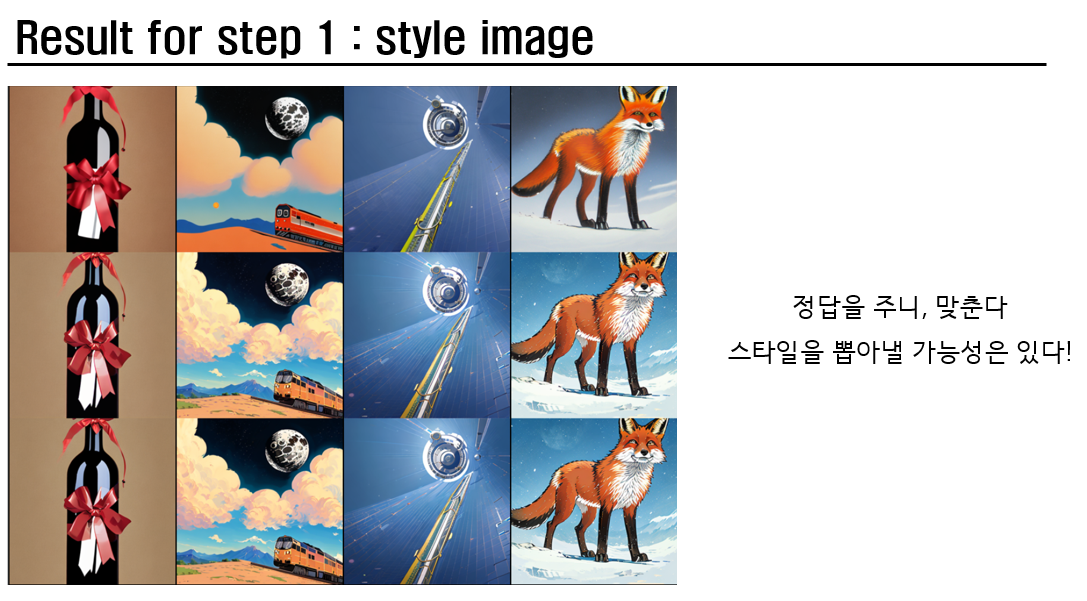 Result for step 1 : style image
정답을 주니, 맞춘다
스타일을 뽑아낼 가능성은 있다!